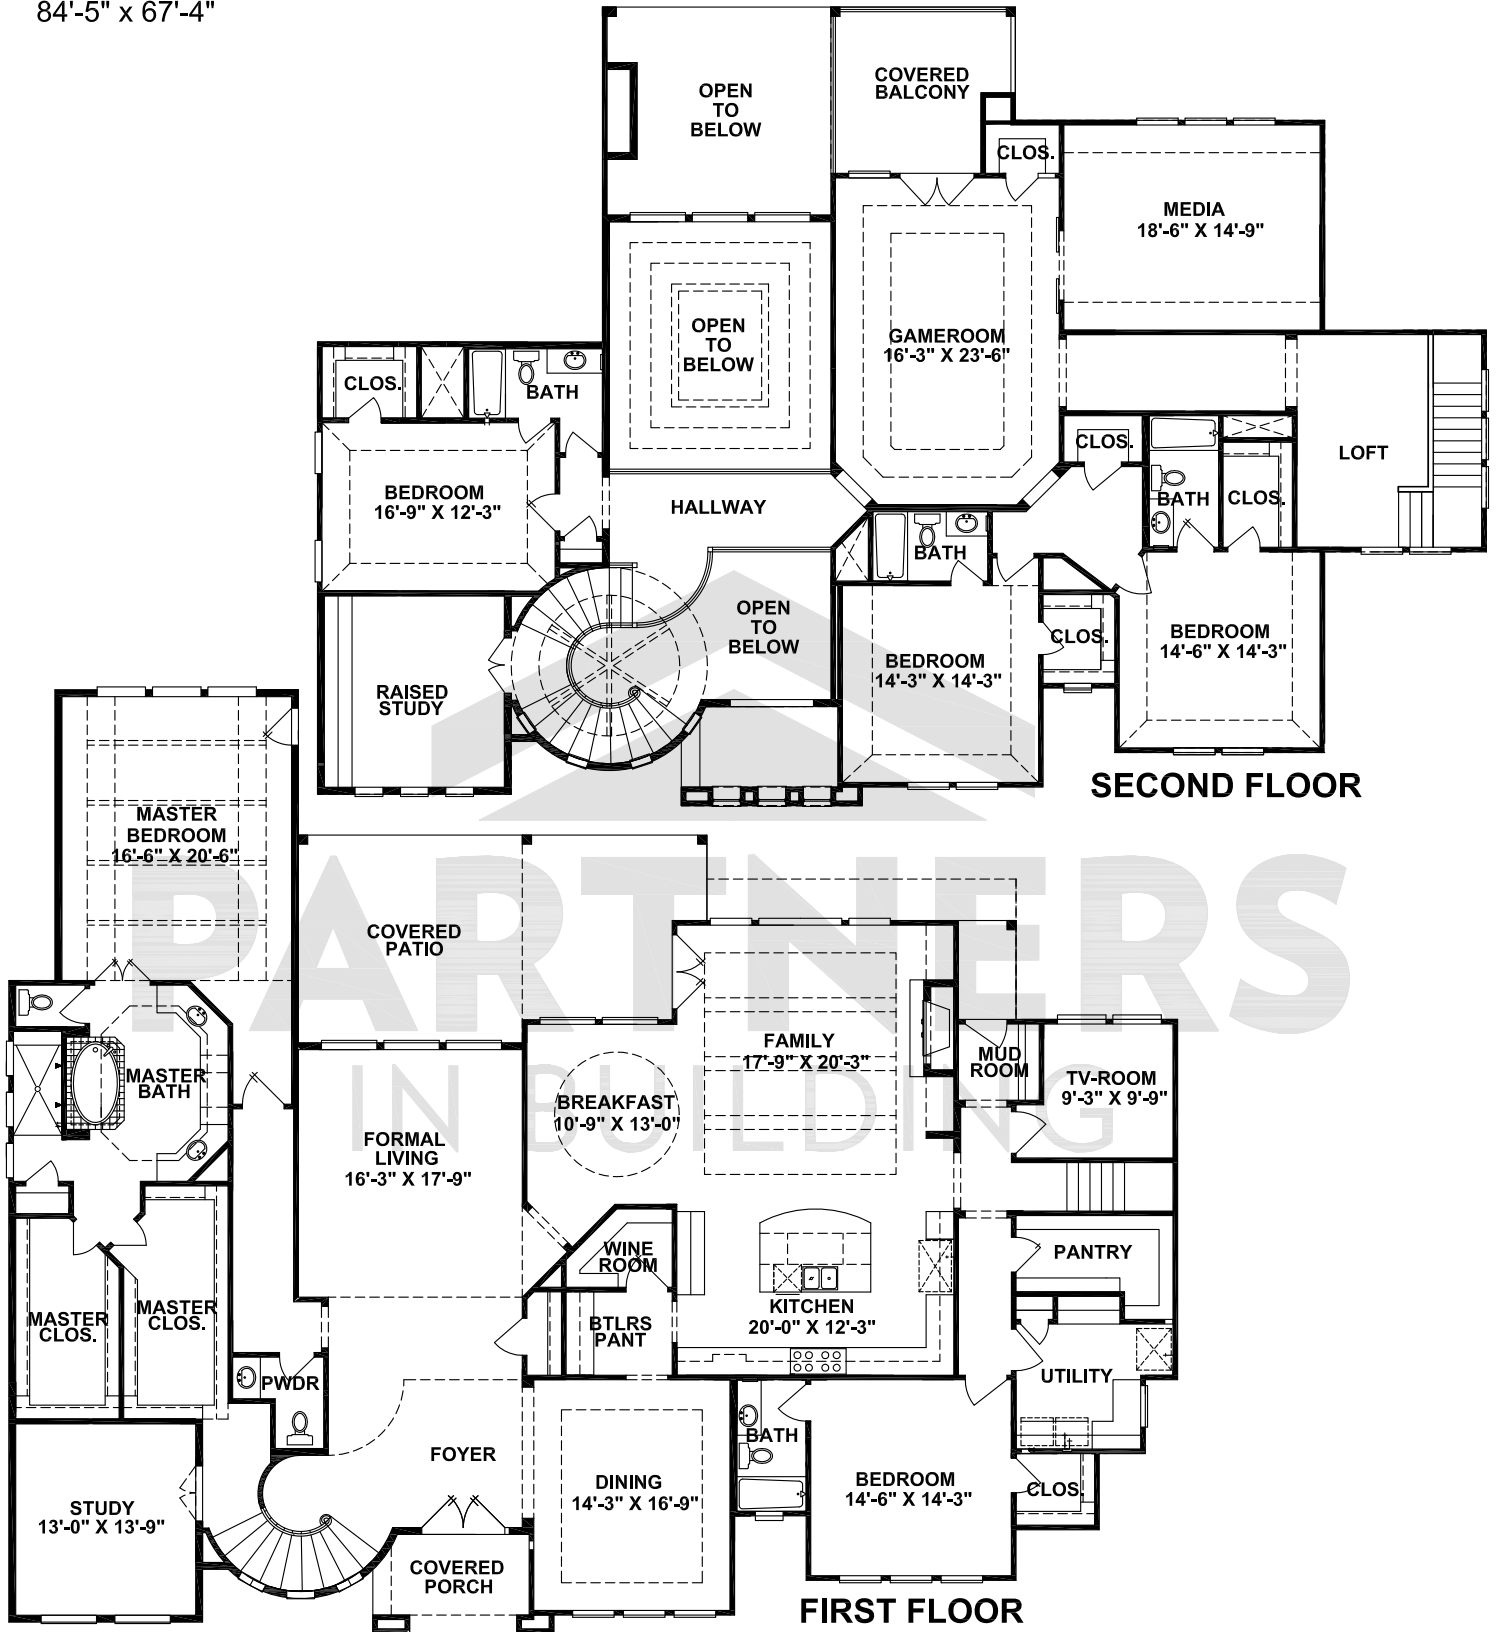 84'-5" x 67'-4"
OPEN
TO
BELOW
COVERED
BALCONY
CLOS.
MEDIA
18'-6" X 14'-9"
OPEN
TO
BELOW
GAMEROOM
16'-3" X 23'-6"
CLOS.
BATH
CLOS.
LOFT
BEDROOM
16'-9" X 12'-3"
HALLWAY
BATH
CLOS.
BATH
OPEN
TO
BELOW
CLOS.
BEDROOM
14'-6" X 14'-3"
BEDROOM
14'-3" X 14'-3"
RAISED
STUDY
SECOND FLOOR
MASTER
BEDROOM
16'-6" X 20'-6"
PARTNERS
IN BUILDING
COVERED
PATIO
FAMILY
17'-9" X 20'-3"
MUD
ROOM
TV-ROOM
9'-3" X 9'-9"
MASTER
BATH
BREAKFAST
10'-9" X 13'-0"
FORMAL
LIVING
16'-3" X 17'-9"
WINE
ROOM
PANTRY
MASTER
CLOS.
MASTER
CLOS.
BTLRS
PANT
KITCHEN
20'-0" X 12'-3"
PWDR
UTILITY
FOYER
BATH
DINING
14'-3" X 16'-9"
BEDROOM
14'-6" X 14'-3"
CLOS.
STUDY
13'-0" X 13'-9"
COVERED
PORCH
FIRST FLOOR